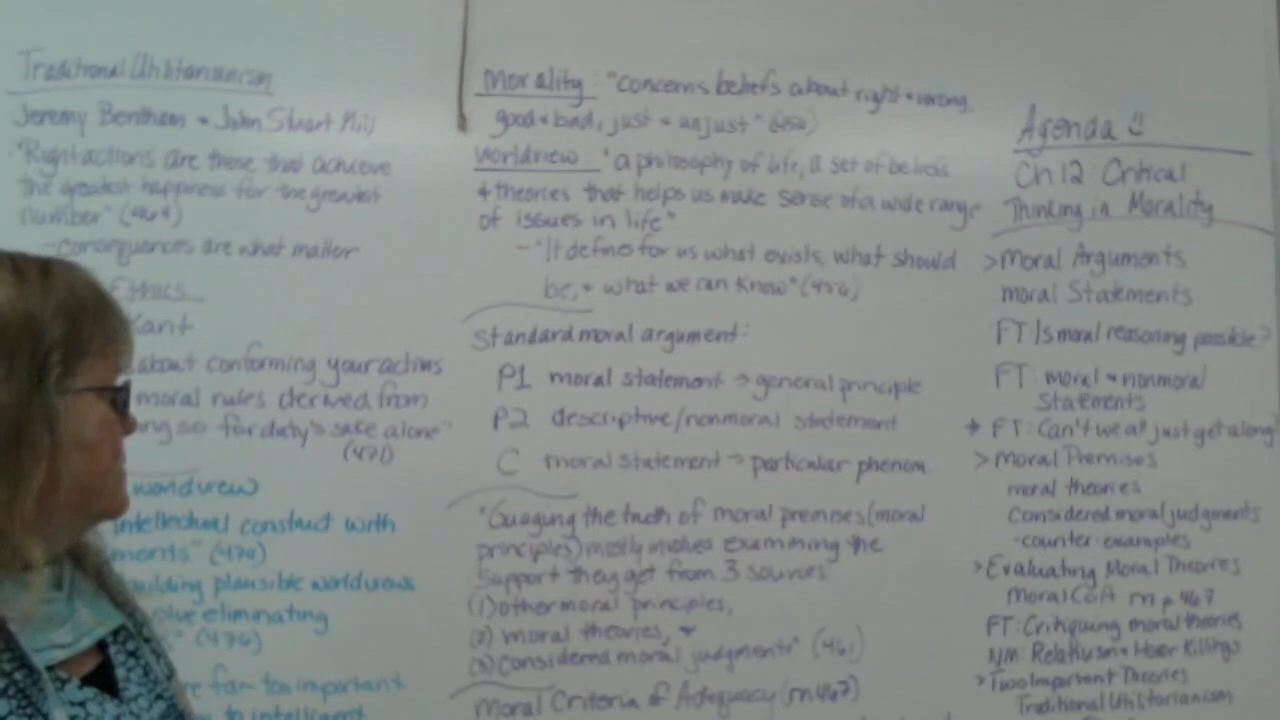 Traditional Utilitarianism
Jeremy Bentham + John Stuart Mill
"Right actions are those that achieve
the greatest happiness for the greatest
number" (464)
-consequences are what matter
Ethics
Kant
about conforming your actions
moral rules derived from
ng so for duty's sake alone"
(471)
worldview
intellectual construct with
ments" (474)
uilding plausible worldviews
olve eliminating
" (476)
re far too important
to intelligent
Morality: "concerns beliefs about right + wrong,
good + bad, just + unjust"
Worldview "a philosophy of life, a set of beliefs
+ theories that helps us make sense of a wide range
of issues in life"
- "It defines for us what exists, what should
be, + what we can know" (474)
Standard moral argument:
P1 moral statement → general principle
P2 descriptive/nonmoral statement
C moral statement → particular phenom
"Guaging the truth of moral premises (moral
principles) mostly involves examining the
support they get from 3 sources
(1) other moral principles,
(2) moral theories, +
(3) considered moral judgments" (461)
Moral Criteria of Adequacy (m 467)
Agenda
Ch 12: Critical
Thinking in Morality
> Moral Arguments
moral Statements
FT: Is moral reasoning possible?
FT: moral + nonmoral
Statements
* FT: Can't we all just get along?
> Moral Premises
moral theories
considered moral judgments
-counter-examples
> Evaluating Moral Theories
Moral CoA m p 467
FT: Critiquing moral theories
NM: Relativism + Honor Killings
> Two Important Theories
Traditional Utilitarianism